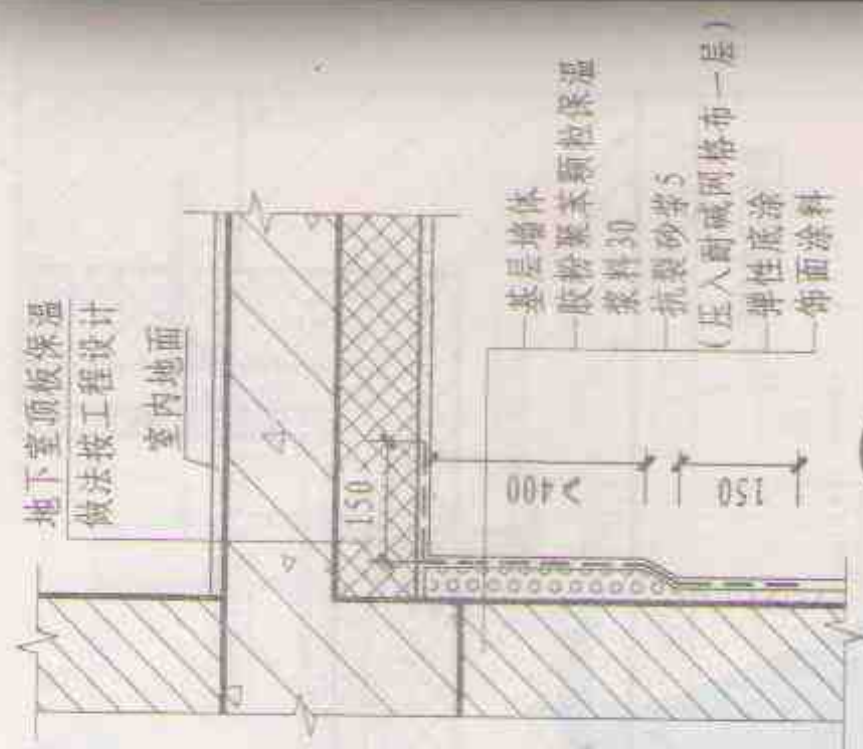 地下室顶板保温
做法按工程设计
室内地面
150
≥400
150
基层墙体
胶粉聚苯颗粒保温
浆料30
抗裂砂浆5
(压入耐碱网格布一层)
弹性底涂
饰面涂料